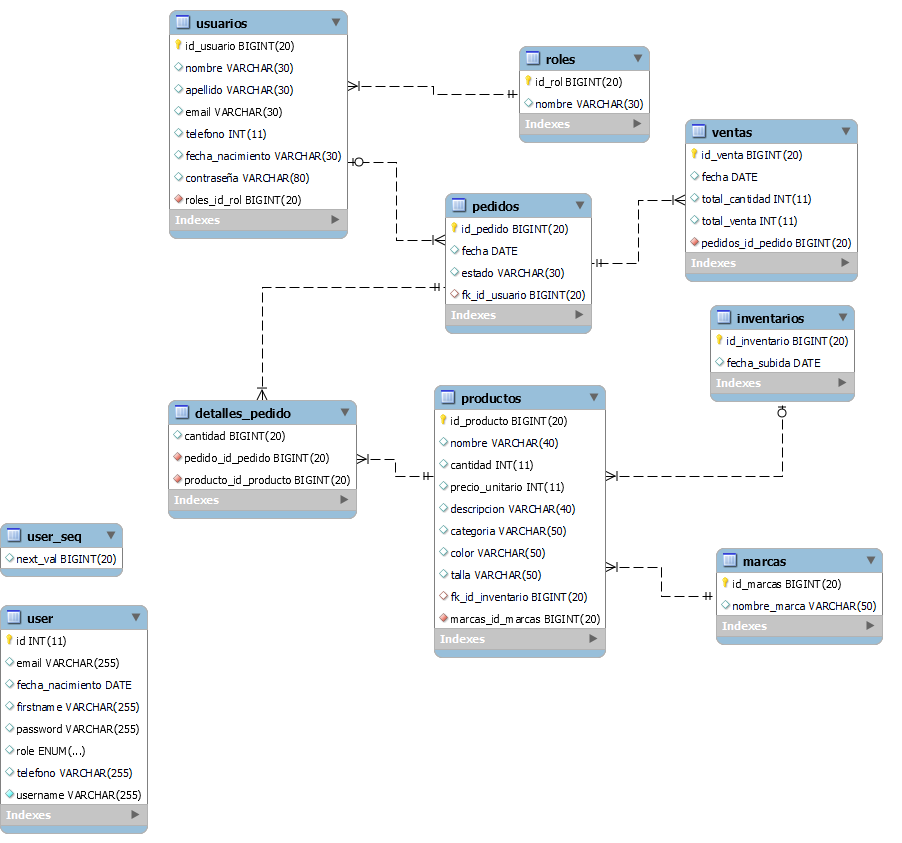 usuarios
id_usuario BIGINT(20)
nombre VARCHAR(30)
apellido VARCHAR(30)
email VARCHAR(30)
telefono INT(11)
fecha_nacimiento VARCHAR(30)
contraseña VARCHAR(80)
roles_id_rol BIGINT(20)
Indexes
roles
id_rol BIGINT(20)
nombre VARCHAR(30)
Indexes
ventas
id_venta BIGINT(20)
fecha DATE
total_cantidad INT(11)
total_venta INT(11)
pedidos_id_pedido BIGINT(20)
Indexes
pedidos
id_pedido BIGINT(20)
fecha DATE
estado VARCHAR(30)
fk_id_usuario BIGINT(20)
Indexes
inventarios
id_inventario BIGINT(20)
fecha_subida DATE
Indexes
detalles_pedido
cantidad BIGINT(20)
pedido_id_pedido BIGINT(20)
producto_id_producto BIGINT(20)
Indexes
productos
id_producto BIGINT(20)
nombre VARCHAR(40)
cantidad INT(11)
precio_unitario INT(11)
descripcion VARCHAR(40)
categoria VARCHAR(50)
color VARCHAR(50)
talla VARCHAR(50)
fk_id_inventario BIGINT(20)
marcas_id_marcas BIGINT(20)
Indexes
user_seq
next_val BIGINT(20)
marcas
id_marcas BIGINT(20)
nombre_marca VARCHAR(50)
Indexes
user
id INT(11)
email VARCHAR(255)
fecha_nacimiento DATE
firstname VARCHAR(255)
password VARCHAR(255)
role ENUM(...)
telefono VARCHAR(255)
username VARCHAR(255)
Indexes